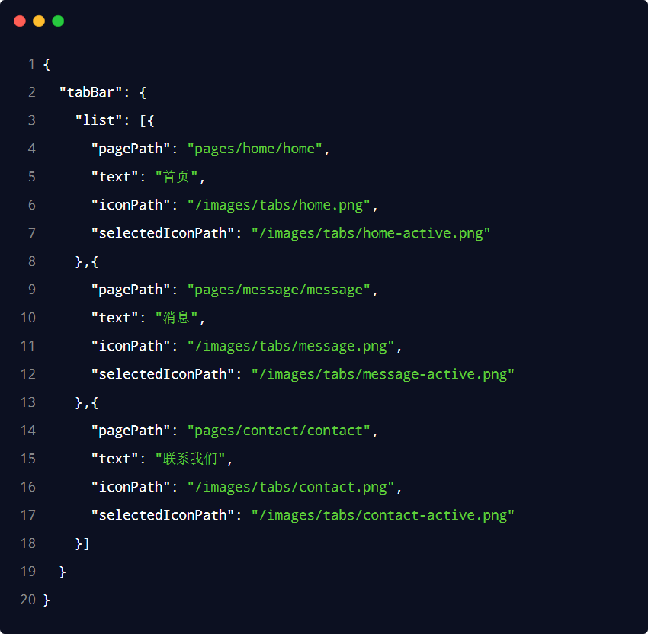 1 {
2   "tabBar": {
3     "list": [{
4       "pagePath": "pages/home/home",
5       "text": "首页",
6       "iconPath": "/images/tabs/home.png",
7       "selectedIconPath": "/images/tabs/home-active.png"
8     },{
9       "pagePath": "pages/message/message",
10       "text": "消息",
11       "iconPath": "/images/tabs/message.png",
12       "selectedIconPath": "/images/tabs/message-active.png"
13     },{
14       "pagePath": "pages/contact/contact",
15       "text": "联系我们",
16       "iconPath": "/images/tabs/contact.png",
17       "selectedIconPath": "/images/tabs/contact-active.png"
18     }]
19   }
20 }